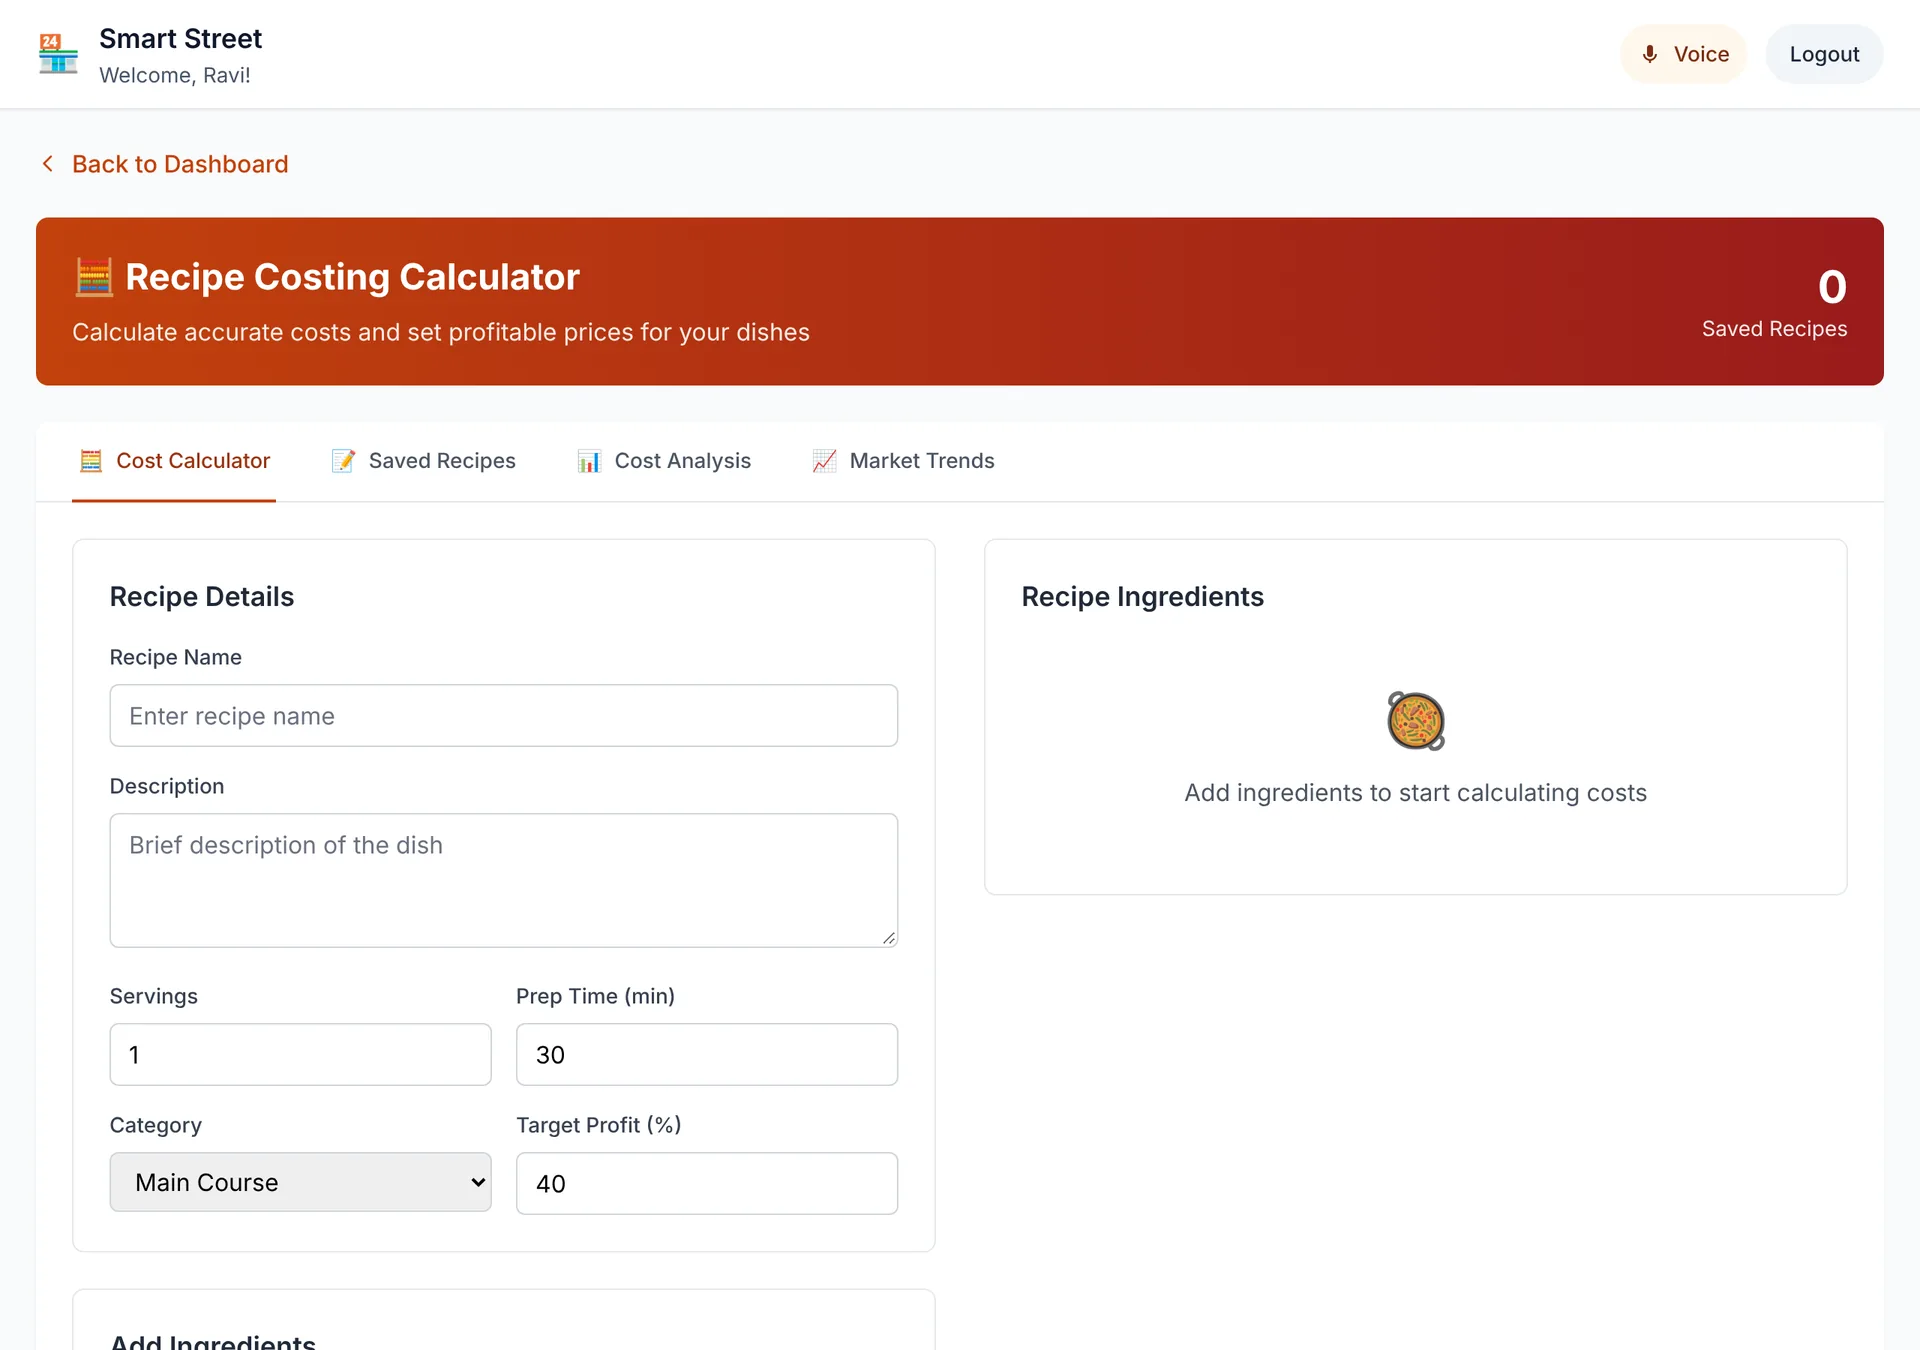 24
Smart Street
Welcome, Ravi!
Voice
Logout
Back to Dashboard
Recipe Costing Calculator
Calculate accurate costs and set profitable prices for your dishes
0
Saved Recipes
Cost Calculator
Saved Recipes
Cost Analysis
Market Trends
Recipe Details
Recipe Name
Enter recipe name
Description
Brief description of the dish
Servings
Prep Time (min)
1
30
Category
Target Profit (%)
Main Course
40
Recipe Ingredients
Add ingredients to start calculating costs
Add Ingredients